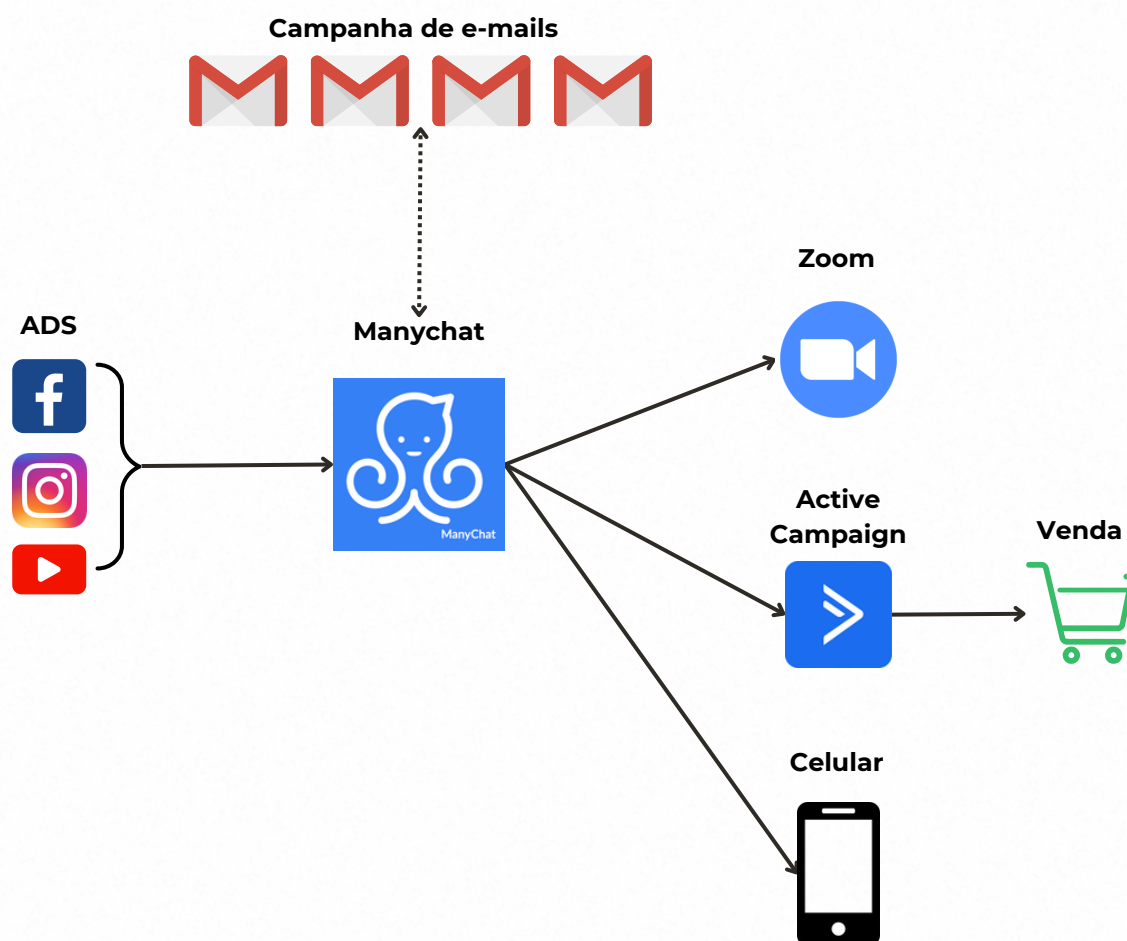 Campanha de e-mails
Zoom
ADS
Manychat
ManyChat
Active
Campaign
Venda
Celular